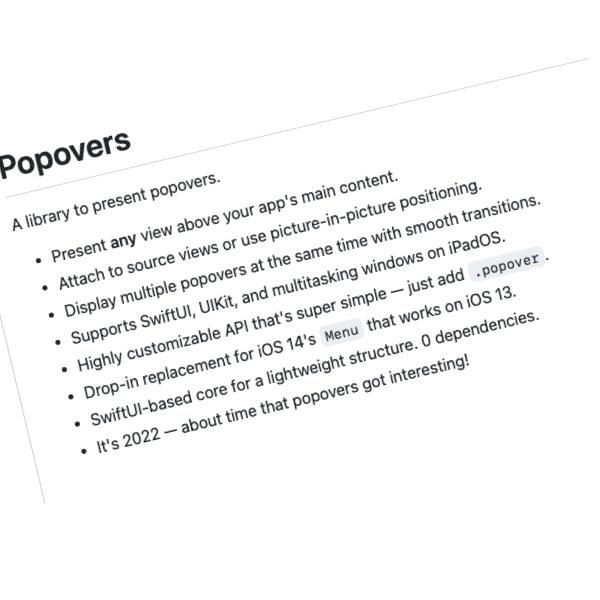 Popovers
A library to present popovers.
• Present any view above your app's main content.
• Attach to source views or use picture-in-picture positioning.
• Display multiple popovers at the same time with smooth transitions.
• Supports SwiftUI, UIKit, and multitasking windows on iPadOS.
• Highly customizable API that's super simple — just add .popover.
• Drop-in replacement for iOS 14's Menu that works on iOS 13.
• SwiftUI-based core for a lightweight structure. 0 dependencies.
• It's 2022 — about time that popovers got interesting!